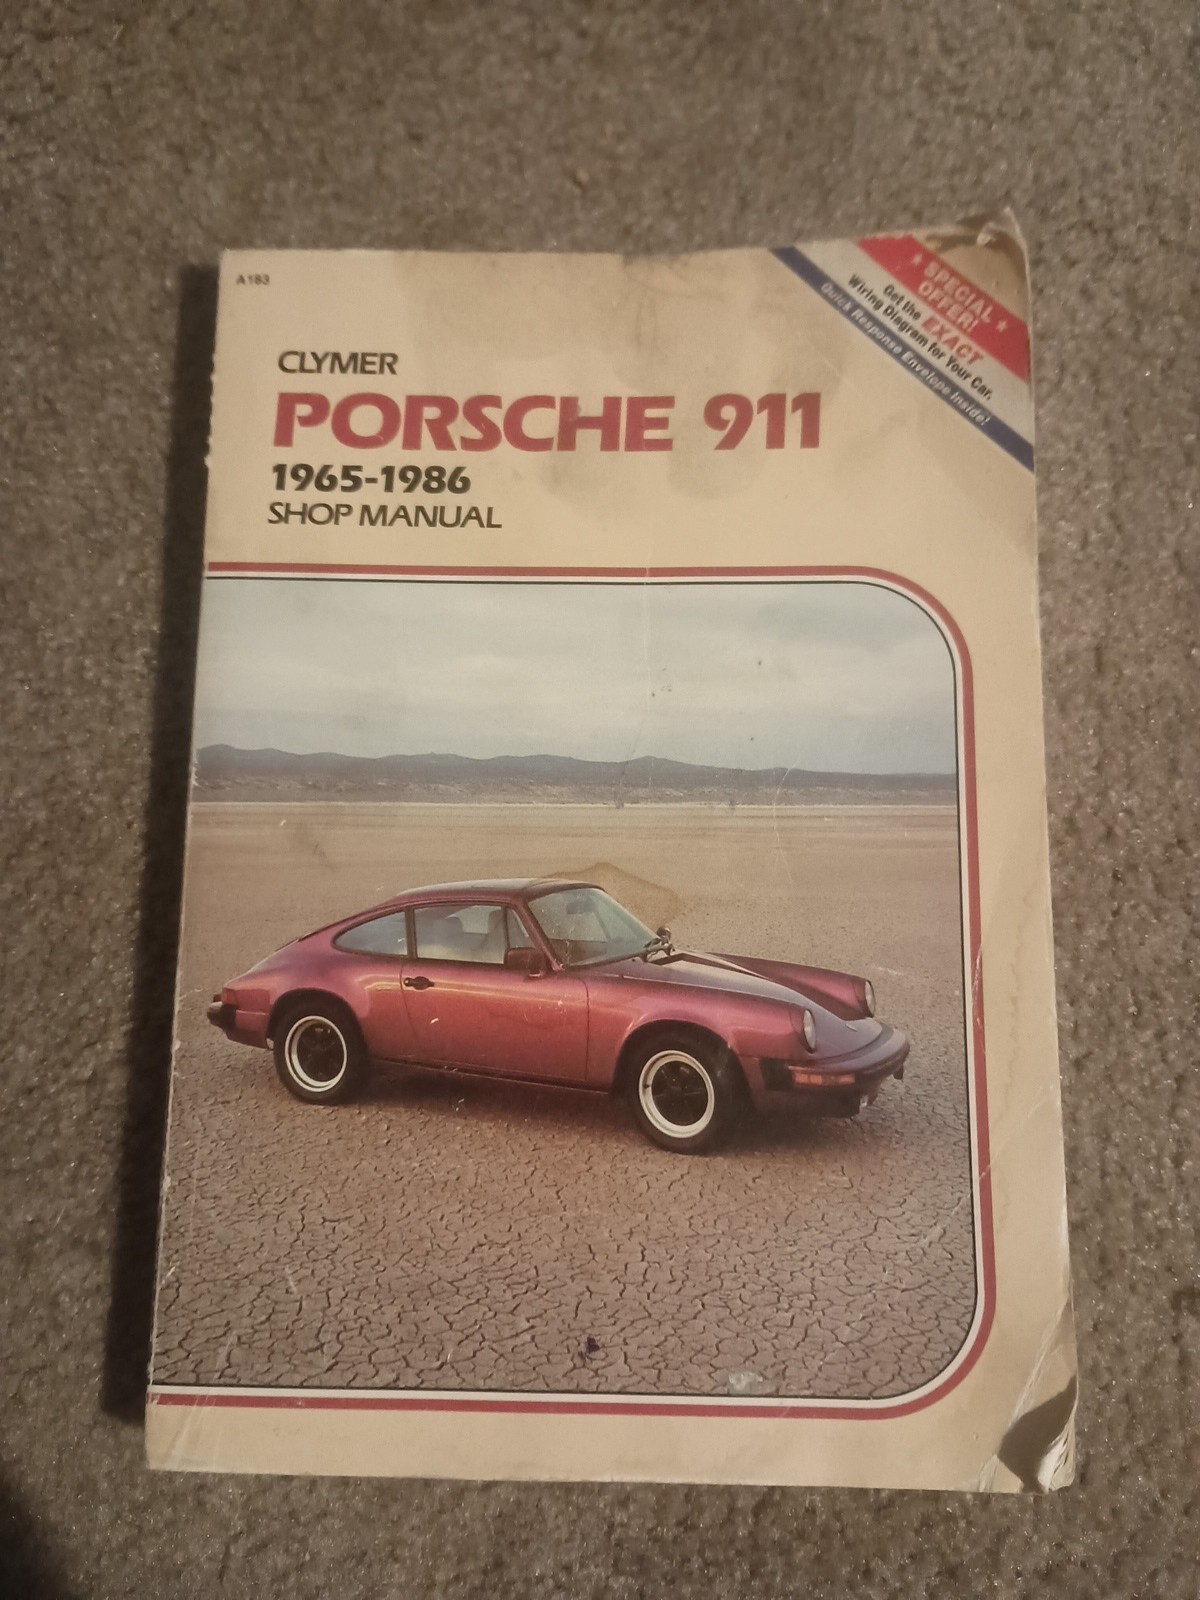 A183
★ SPECIAL
OFFER! ★
Get the EXACT
Wiring Diagram for Your Car.
Quick Response Envelope Inside!
CLYMER
PORSCHE 911
1965-1986
SHOP MANUAL